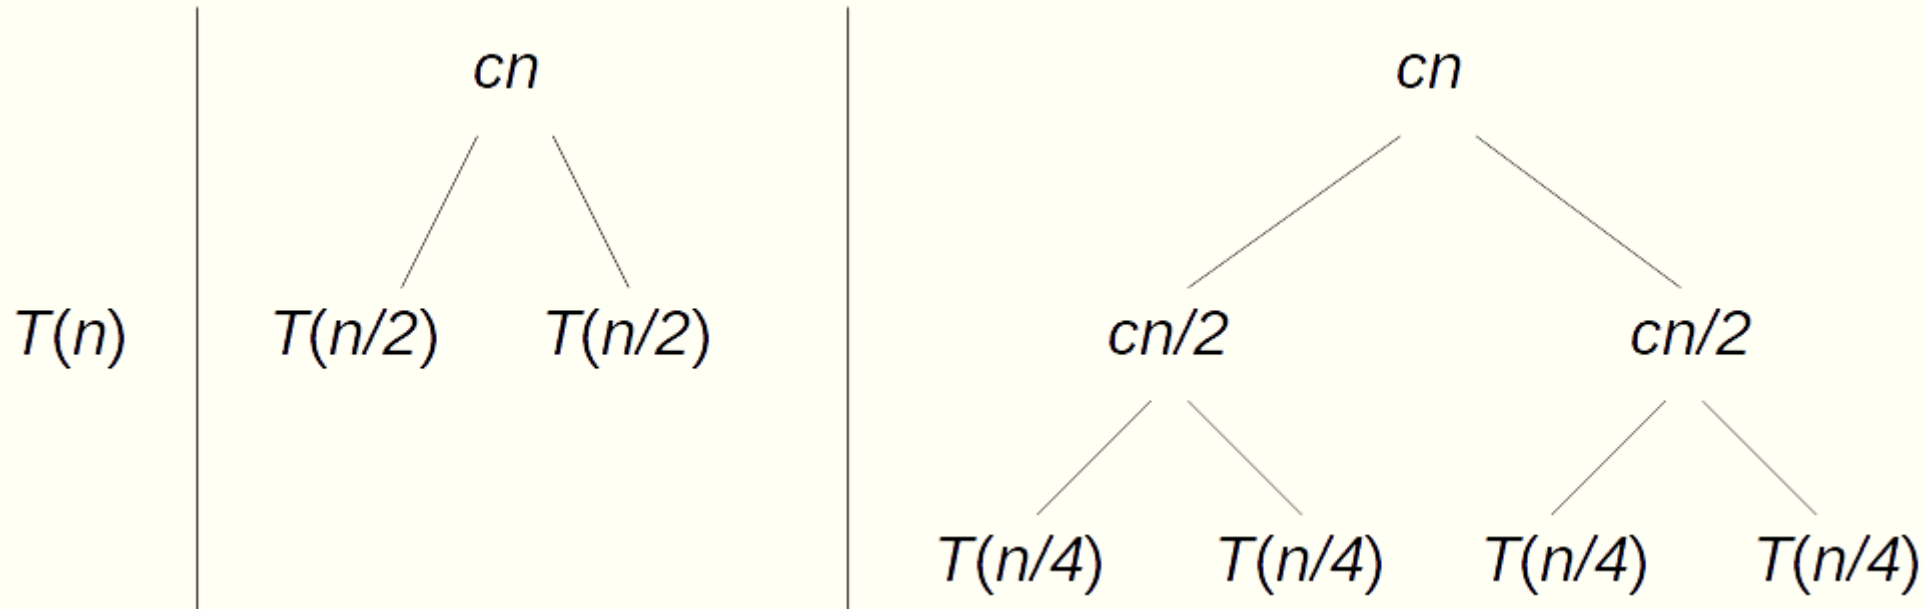 cn cn
T(n) T(n/2) T(n/2) cn/2 cn/2
T(n/4) T(n/4) T(n/4) T(n/4)